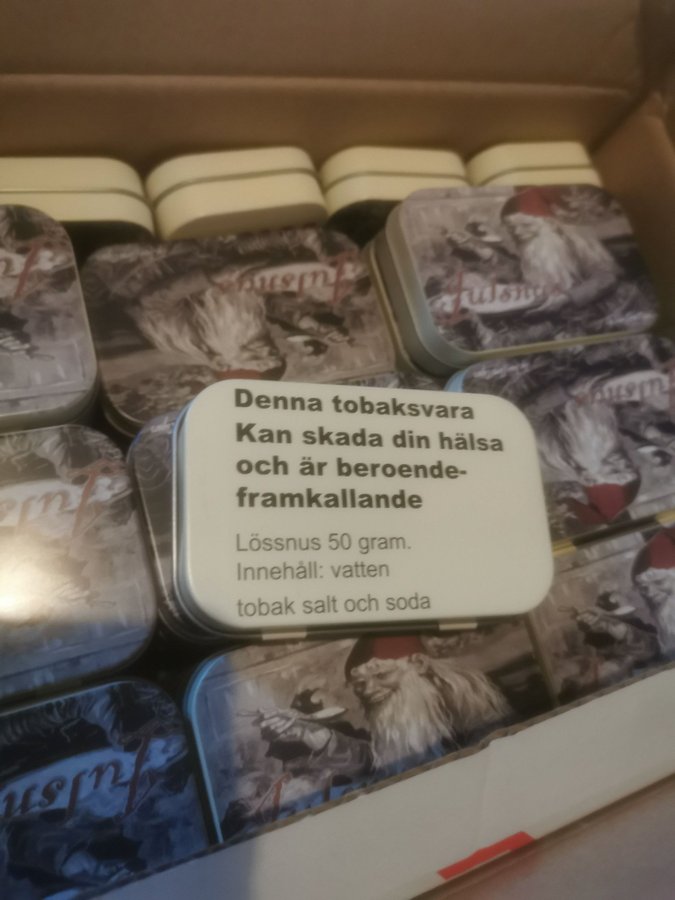 Denna tobaksvara
Kan skada din hälsa
och är beroende-
framkallande
Lössnus 50 gram.
Innehåll: vatten
tobak salt och soda
Julsnus